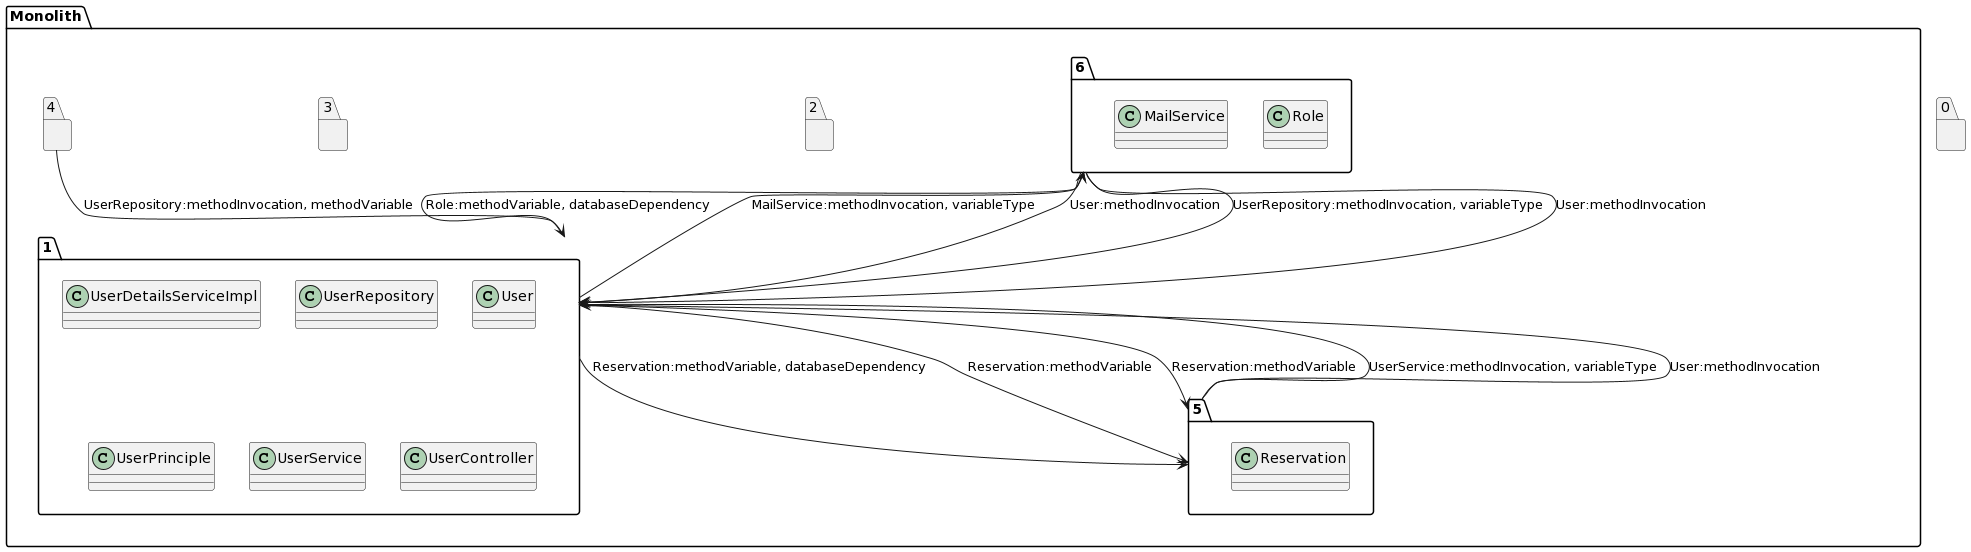 Monolith
6
MailService
Role
4
3
2
0
UserRepository:methodInvocation, methodVariable
Role:methodVariable, databaseDependency
MailService:methodInvocation, variableType
User:methodInvocation
UserRepository:methodInvocation, variableType
User:methodInvocation
1
UserDetailsServiceImpl
UserRepository
User
Reservation:methodVariable, databaseDependency
Reservation:methodVariable
Reservation:methodVariable
UserService:methodInvocation, variableType
User:methodInvocation
5
UserPrinciple
UserService
UserController
Reservation